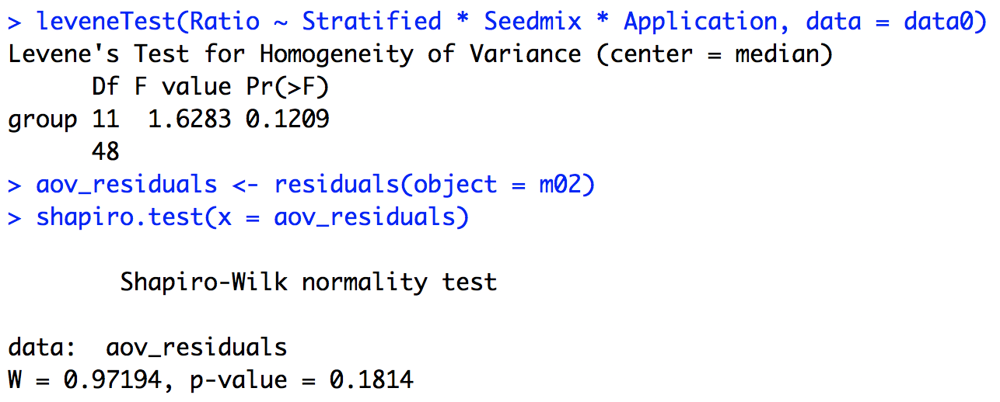 > leveneTest(Ratio ~ Stratified * Seedmix * Application, data = data0)
Levene's Test for Homogeneity of Variance (center = median)
      Df F value Pr(>F)
group 11  1.6283 0.1209
      48
> aov_residuals <- residuals(object = m02)
> shapiro.test(x = aov_residuals)
        Shapiro-Wilk normality test
data:  aov_residuals
W = 0.97194, p-value = 0.1814